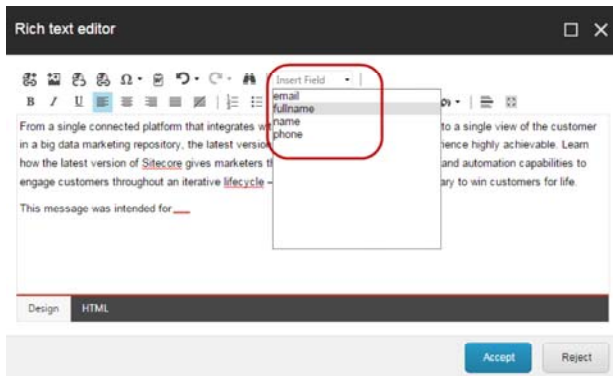 Rich text editor
Insert Field
B I U
email
fullname
name
phone
From a single connected platform that integrates w to a single view of the customer
in a big data marketing repository, the latest version ience highly achievable. Learn
how the latest version of Sitecore gives marketers th and automation capabilities to
engage customers throughout an iterative lifecycle – ary to win customers for life.
This message was intended for
Design HTML
Accept Reject